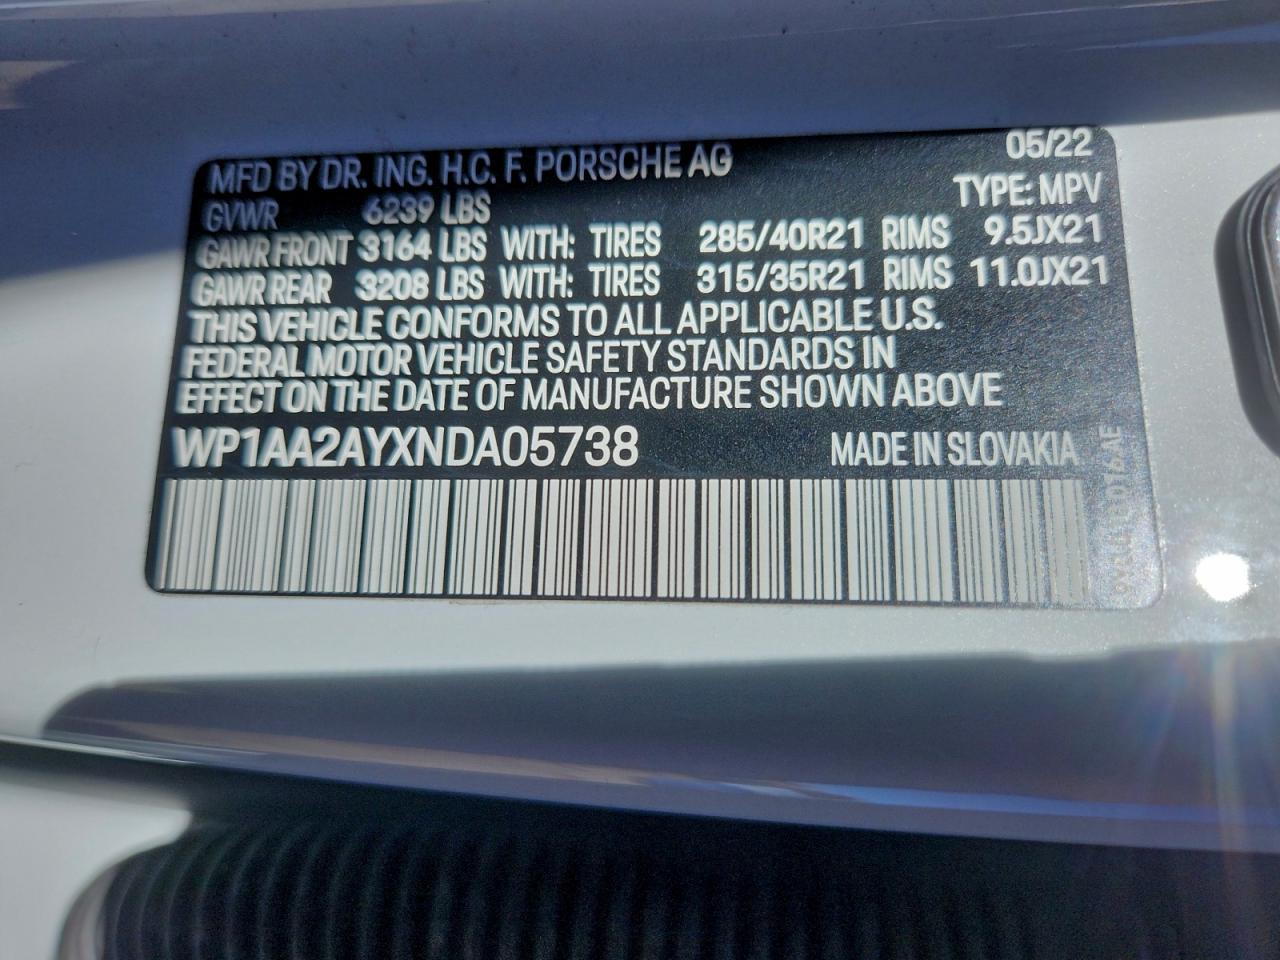 MFD BY DR. ING. H.C. F. PORSCHE AG 05/22
GVWR 6239 LBS TYPE: MPV
GAWR FRONT 3164 LBS WITH: TIRES 285/40R21 RIMS 9.5JX21
GAWR REAR 3208 LBS WITH: TIRES 315/35R21 RIMS 11.0JX21
THIS VEHICLE CONFORMS TO ALL APPLICABLE U.S.
FEDERAL MOTOR VEHICLE SAFETY STANDARDS IN
EFFECT ON THE DATE OF MANUFACTURE SHOWN ABOVE
WP1AA2AYXNDA05738 MADE IN SLOVAKIA